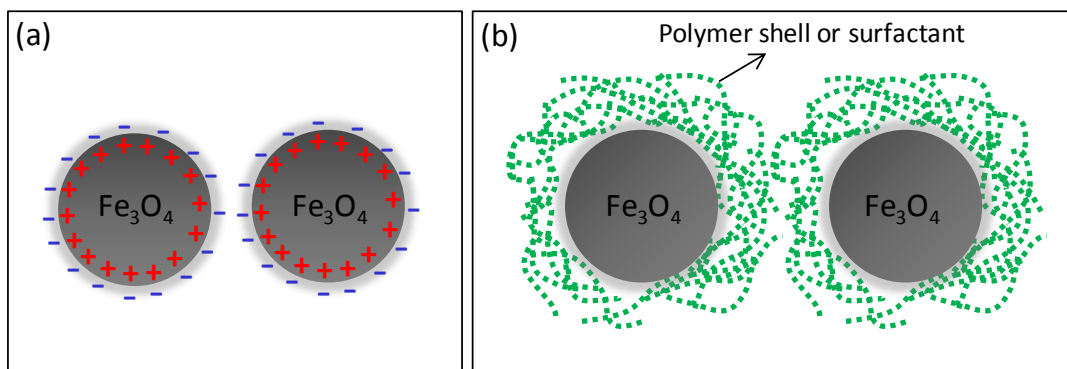 (a)
Fe₃O₄
Fe₃O₄
(b)
Polymer shell or surfactant
Fe₃O₄
Fe₃O₄